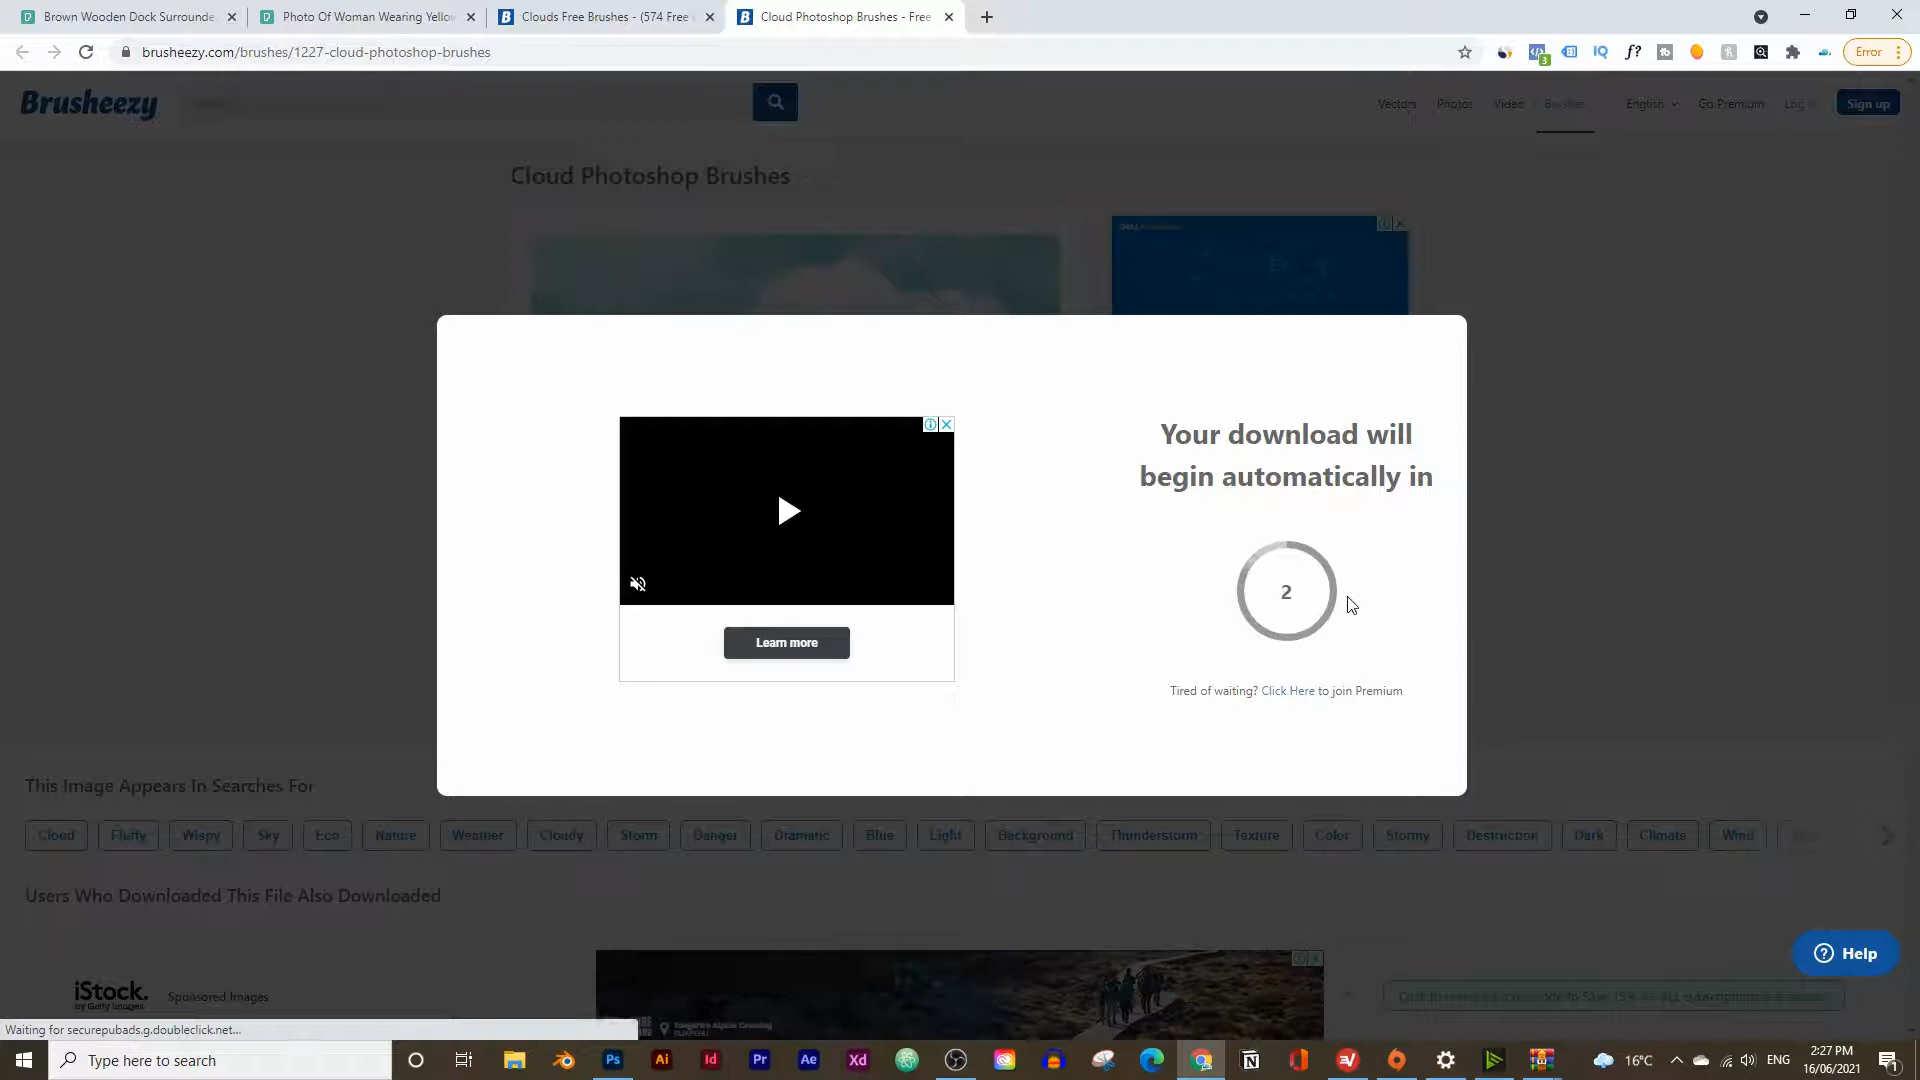 Brown Wooden Dock Surrounde
Photo Of Woman Wearing Yellow
Clouds Free Brushes - (574 Free
Cloud Photoshop Brushes - Free
brusheezy.com/brushes/1227-cloud-photoshop-brushes
Error
Brusheezy
Vectors
Photos
Video
Brushes
English
Go Premium
Log in
Sign up
Cloud Photoshop Brushes
Your download will
begin automatically in
2
Learn more
Tired of waiting? Click Here to join Premium
This Image Appears In Searches For
Cloud
Fluffy
Wispy
Sky
Eco
Nature
Weather
Cloudy
Storm
Danger
Dramatic
Blue
Light
Background
Thunderstorm
Texture
Color
Stormy
Destruction
Dark
Climate
Wind
Users Who Downloaded This File Also Downloaded
Help
iStock.
by Getty Images
Sponsored Images
Tongariro Alpine Crossing
RUAPEHU
Waiting for securepubads.g.doubleclick.net...
Type here to search
Ps
Ai
Id
Pr
Ae
Xd
16°C
ENG
2:27 PM
16/06/2021